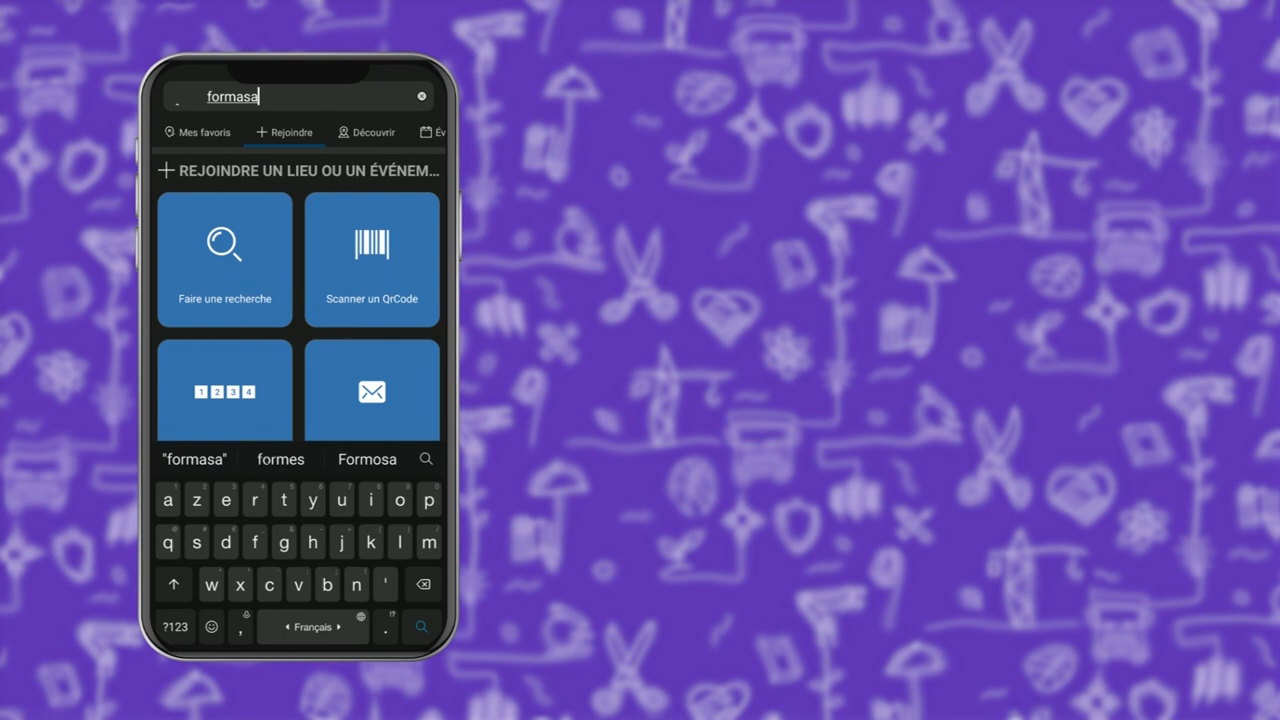 formasa
Mes favoris
Rejoindre
Découvrir
Év
REJOINDRE UN LIEU OU UN ÉVÉNEM...
Faire une recherche
Scanner un QrCode
1 2 3 4
"formasa"
formes
Formosa
a z e r t y u i o p
q s d f g h j k l m
w x c v b n '
?123 , Français .